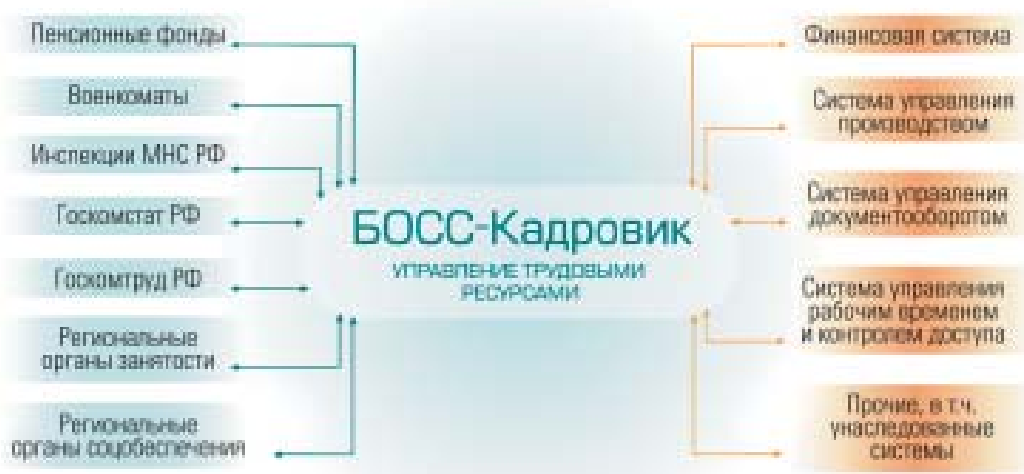 Пенсионные фонды
Военкоматы
Инспекции МНС РФ
Госкомстат РФ
Госкомтруд РФ
Региональные
органы занятости
Региональные
органы соцобеспечения
БОСС-Кадровик
УПРАВЛЕНИЕ ТРУДОВЫМИ
РЕСУРСАМИ
Финансовая система
Система управления
производством
Система управления
документооборотом
Система управления
рабочим временем
и контролем доступа
Прочие, в т.ч.
унаследованные
системы